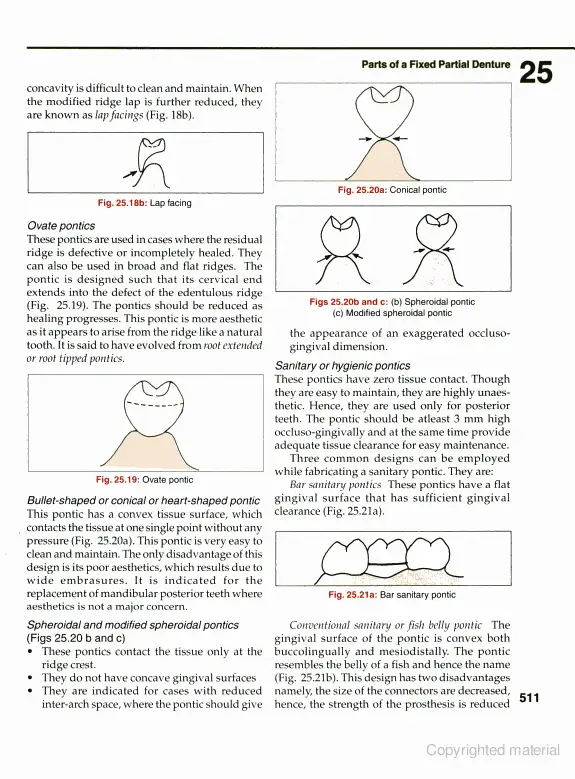 Parts of a Fixed Partial Denture
25
concavity is difficult to clean and maintain. When
the modified ridge lap is further reduced, they
are known as lap facings (Fig. 18b).
Fig. 25.18b: Lap facing
Ovate pontics
These pontics are used in cases where the residual
ridge is defective or incompletely healed. They
can also be used in broad and flat ridges. The
pontic is designed such that its cervical end
extends into the defect of the edentulous ridge
(Fig. 25.19). The pontics should be reduced as
healing progresses. This pontic is more aesthetic
as it appears to arise from the ridge like a natural
tooth. It is said to have evolved from root extended
or root tipped pontics.
Fig. 25.19: Ovate pontic
Bullet-shaped or conical or heart-shaped pontic
This pontic has a convex tissue surface, which
contacts the tissue at one single point without any
pressure (Fig. 25.20a). This pontic is very easy to
clean and maintain. The only disadvantage of this
design is its poor aesthetics, which results due to
wide embrasures. It is indicated for the
replacement of mandibular posterior teeth where
aesthetics is not a major concern.
Spheroidal and modified spheroidal pontics
(Figs 25.20 b and c)
• These pontics contact the tissue only at the
ridge crest.
• They do not have concave gingival surfaces
• They are indicated for cases with reduced
inter-arch space, where the pontic should give
Fig. 25.20a: Conical pontic
Figs 25.20b and c: (b) Spheroidal pontic
(c) Modified spheroidal pontic
the appearance of an exaggerated occluso-
gingival dimension.
Sanitary or hygienic pontics
These pontics have zero tissue contact. Though
they are easy to maintain, they are highly unaes-
thetic. Hence, they are used only for posterior
teeth. The pontic should be atleast 3 mm high
occluso-gingivally and at the same time provide
adequate tissue clearance for easy maintenance.
Three common designs can be employed
while fabricating a sanitary pontic. They are:
Bar sanitary pontics These pontics have a flat
gingival surface that has sufficient gingival
clearance (Fig. 25.21a).
Fig. 25.21a: Bar sanitary pontic
Conventional sanitary or fish belly pontic The
gingival surface of the pontic is convex both
buccolingually and mesiodistally. The pontic
resembles the belly of a fish and hence the name
(Fig. 25.21b). This design has two disadvantages
namely, the size of the connectors are decreased,
hence, the strength of the prosthesis is reduced
511
Copyrighted material